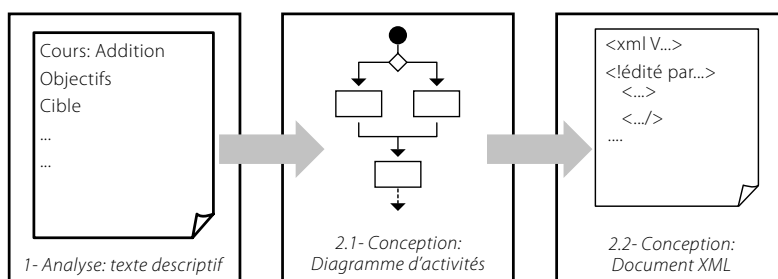 Cours: Addition
Objectifs
Cible
...
...
...
1- Analyse: texte descriptif
2.1- Conception:
Diagramme d'activités
<xml V...>
<!édité par...>
<...>
<.../>
....
2.2- Conception:
Document XML